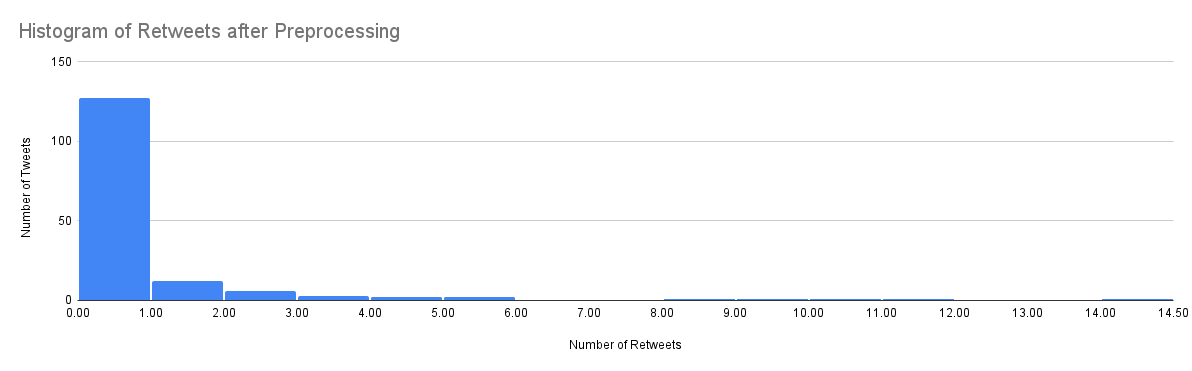 Histogram of Retweets after Preprocessing
150
100
50
0
Number of Tweets
0.00 1.00 2.00 3.00 4.00 5.00 6.00 7.00 8.00 9.00 10.00 11.00 12.00 13.00 14.00 14.50
Number of Retweets